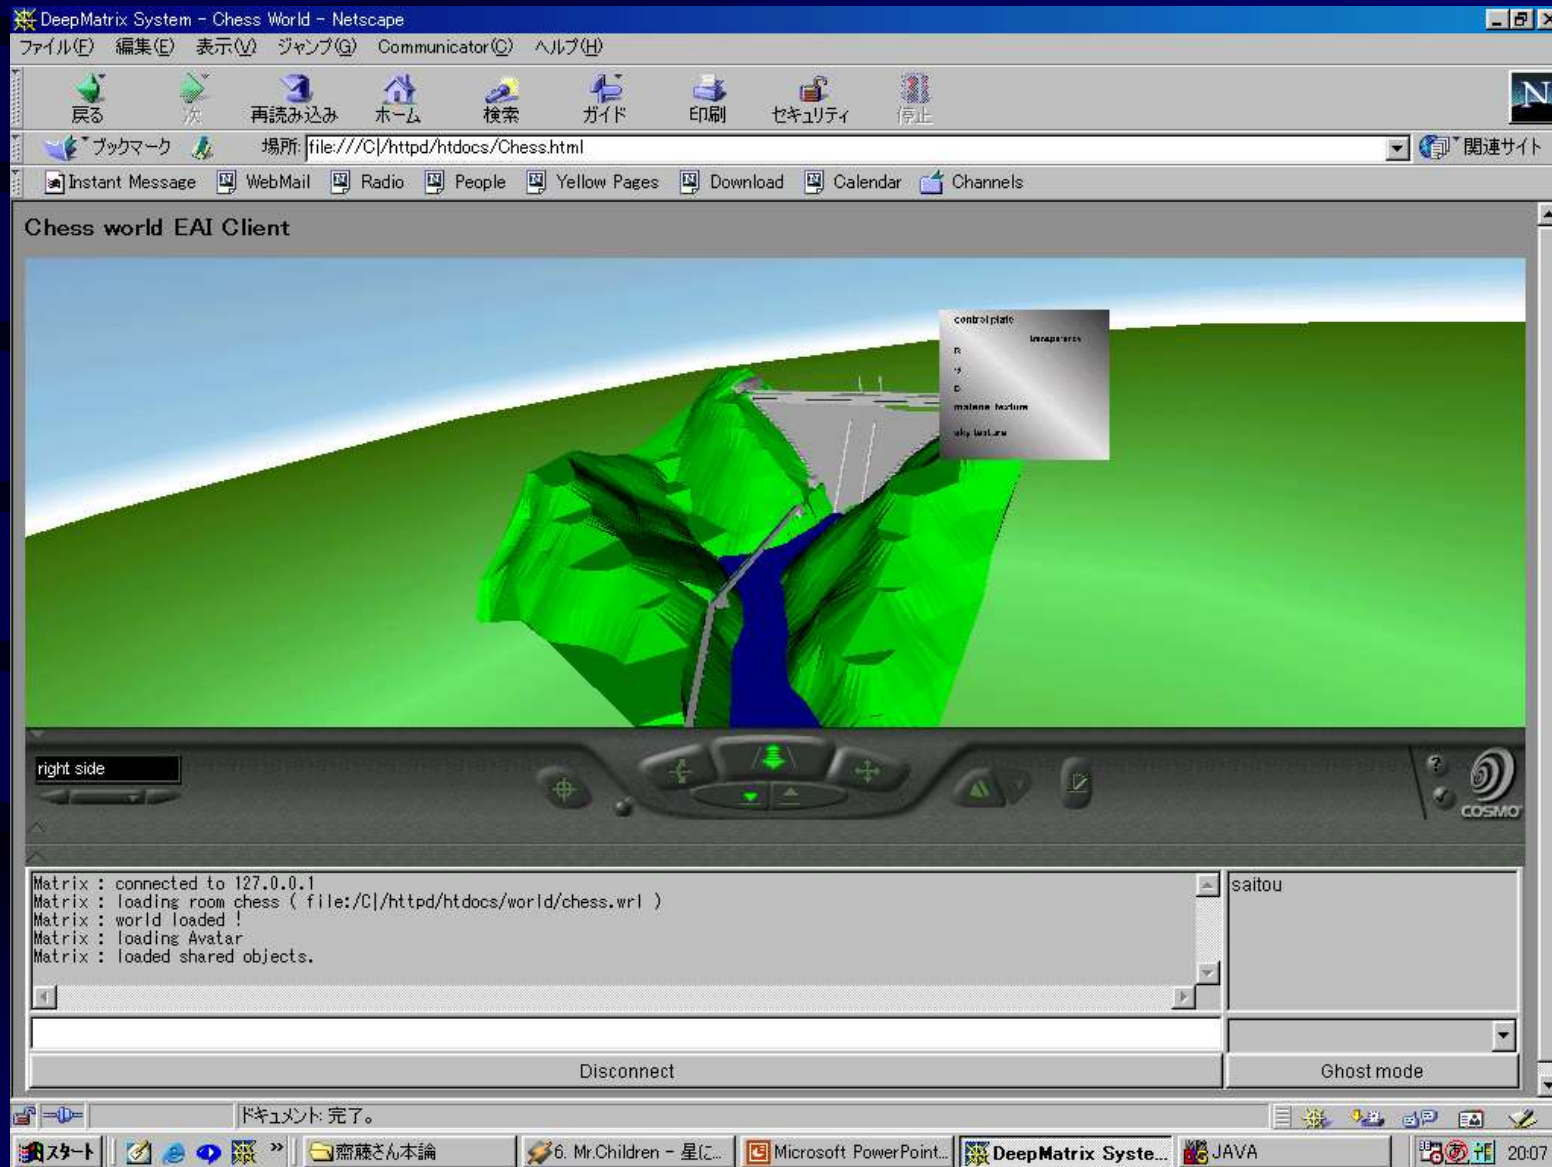 DeepMatrix System - Chess World - Netscape
ファイル(F) 編集(E) 表示(V) ジャンプ(G) Communicator(C) ヘルプ(H)
戻る 次 再読み込み ホーム 検索 ガイド 印刷 セキュリティ 停止
ブックマーク 場所: file:///C|/httpd/htdocs/Chess.html 関連サイト
Instant Message WebMail Radio People Yellow Pages Download Calendar Channels
Chess world EAI Client
control plate
transparency
R
material texture
sky texture
right side
COSMO
Matrix : connected to 127.0.0.1
Matrix : loading room chess ( file:/C|/httpd/htdocs/world/chess.wrl )
Matrix : world loaded !
Matrix : loading Avatar
Matrix : loaded shared objects.
saitou
Disconnect Ghost mode
ドキュメント: 完了。
スタート » 齋藤さん本論 6. Mr.Children - 星に... Microsoft PowerPoint... DeepMatrix Syste... JAVA あ 20:07